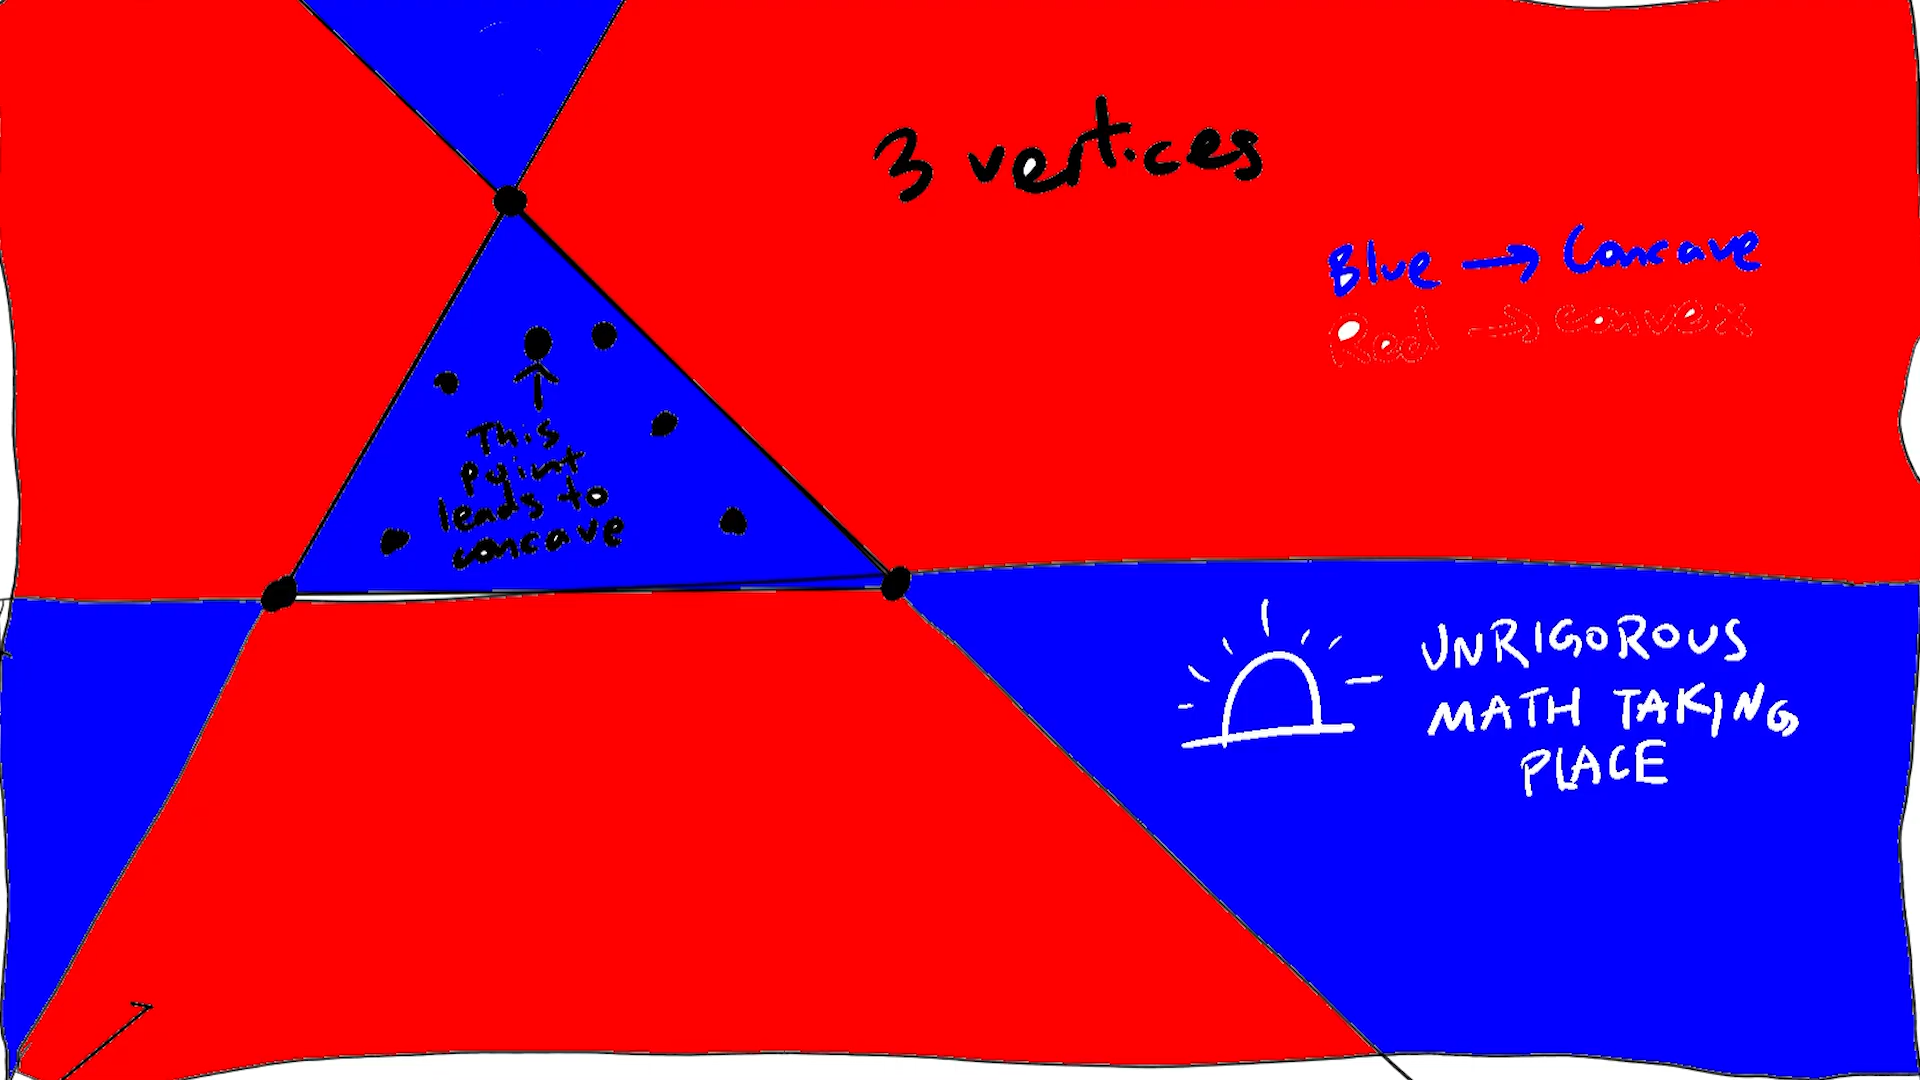 3 vertices
Blue → Concave
Red → convex
This
point
leads to
concave
UNRIGOROUS
MATH TAKING
PLACE